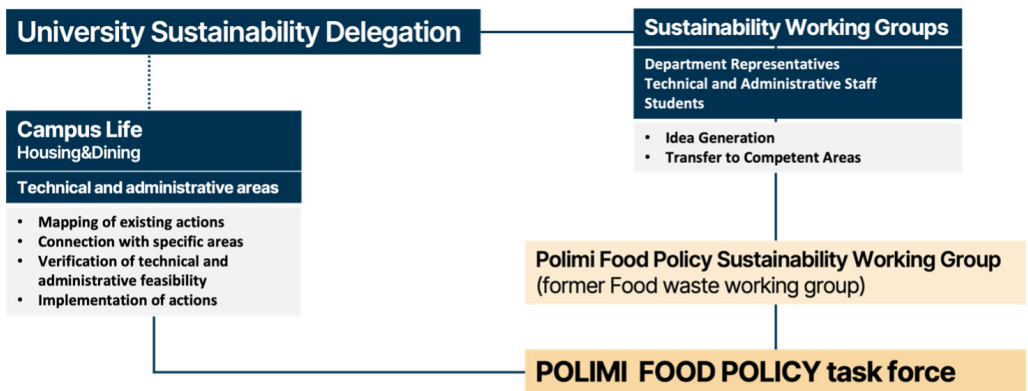 University Sustainability Delegation
Sustainability Working Groups
Department Representatives
Technical and Administrative Staff
Students
• Idea Generation
• Transfer to Competent Areas
Campus Life
Housing&Dining
Technical and administrative areas
• Mapping of existing actions
• Connection with specific areas
• Verification of technical and
administrative feasibility
• Implementation of actions
Polimi Food Policy Sustainability Working Group
(former Food waste working group)
POLIMI FOOD POLICY task force